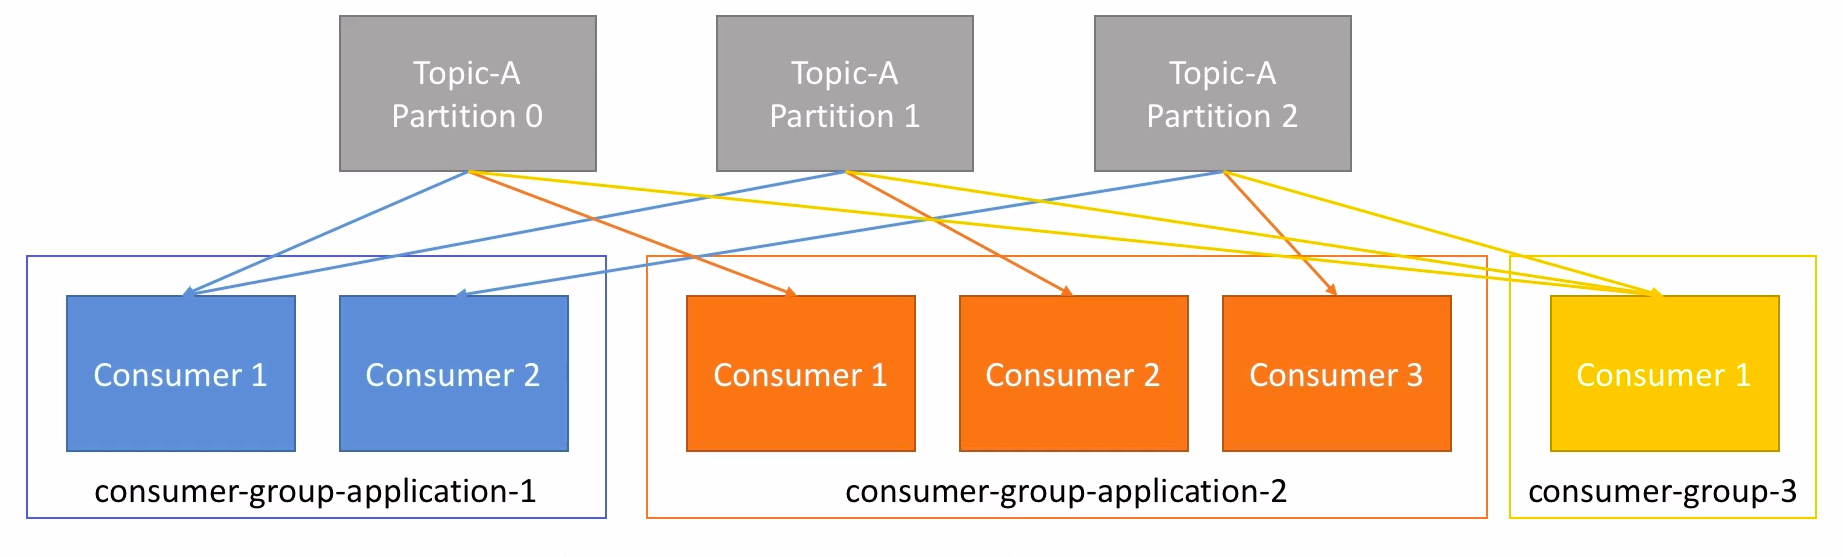 Topic-A
Partition 0
Topic-A
Partition 1
Topic-A
Partition 2
Consumer 1
Consumer 2
consumer-group-application-1
Consumer 1
Consumer 2
Consumer 3
consumer-group-application-2
Consumer 1
consumer-group-3